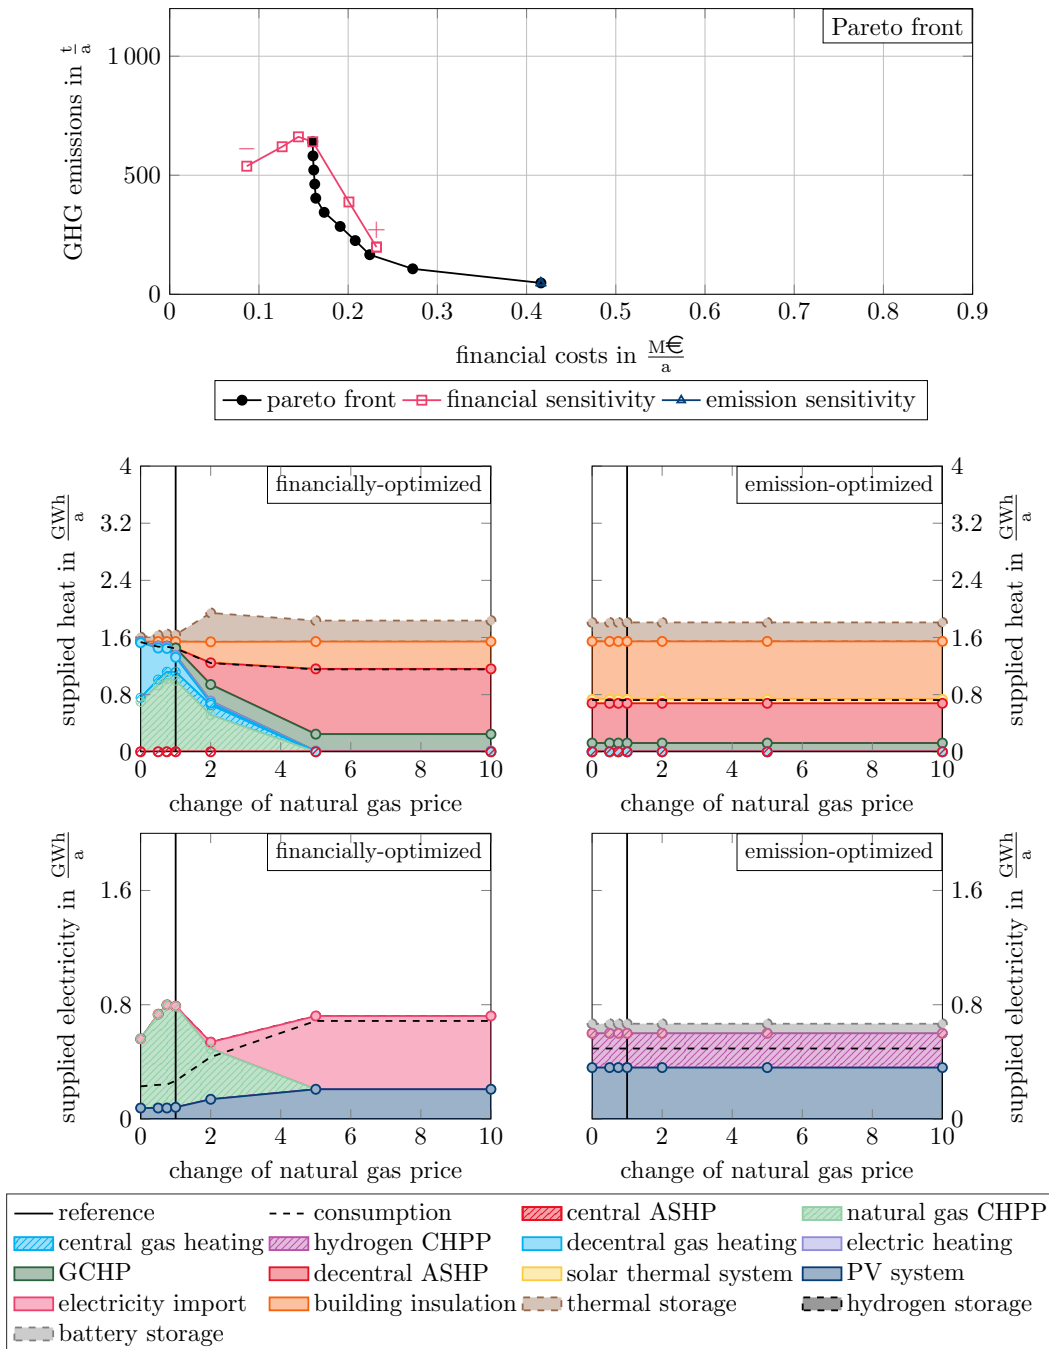 Pareto front
GHG emissions in t/a
1 000
500
0
− +
0 0.1 0.2 0.3 0.4 0.5 0.6 0.7 0.8 0.9
financial costs in M€/a
pareto front financial sensitivity emission sensitivity
financially-optimized
supplied heat in GWh/a
4
3.2
2.4
1.6
0.8
0
0 2 4 6 8 10
change of natural gas price
emission-optimized
supplied heat in GWh/a
4
3.2
2.4
1.6
0.8
0
0 2 4 6 8 10
change of natural gas price
financially-optimized
supplied electricity in GWh/a
1.6
0.8
0
0 2 4 6 8 10
change of natural gas price
emission-optimized
supplied electricity in GWh/a
1.6
0.8
0
0 2 4 6 8 10
change of natural gas price
reference consumption central ASHP natural gas CHPP
central gas heating hydrogen CHPP decentral gas heating electric heating
GCHP decentral ASHP solar thermal system PV system
electricity import building insulation thermal storage hydrogen storage
battery storage